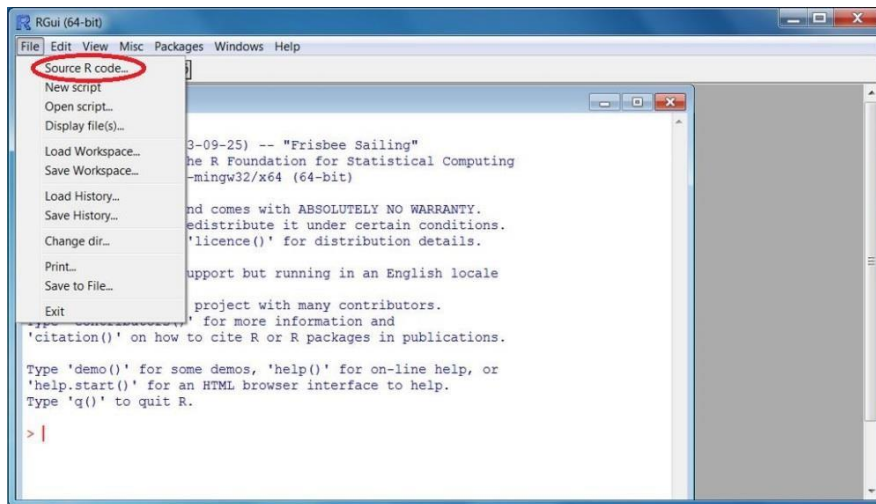 RGui (64-bit)
File Edit View Misc Packages Windows Help
Source R code...
New script
Open script...
Display file(s)...
Load Workspace...
Save Workspace...
Load History...
Save History...
Change dir...
Print...
Save to File...
Exit
3-09-25) -- "Frisbee Sailing"
he R Foundation for Statistical Computing
-mingw32/x64 (64-bit)
nd comes with ABSOLUTELY NO WARRANTY.
edistribute it under certain conditions.
'licence()' for distribution details.
upport but running in an English locale
project with many contributors.
Type 'contributors()' for more information and
'citation()' on how to cite R or R packages in publications.
Type 'demo()' for some demos, 'help()' for on-line help, or
'help.start()' for an HTML browser interface to help.
Type 'q()' to quit R.
>